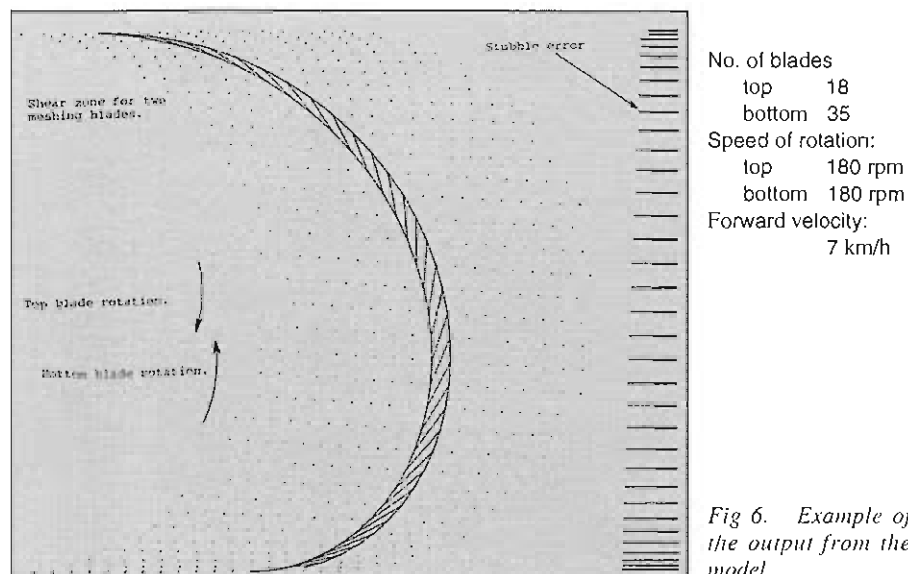 Stubble error
Shear zone for two
meshing blades.
Top blade rotation.
Bottom blade rotation.
No. of blades
top 18
bottom 35
Speed of rotation:
top 180 rpm
bottom 180 rpm
Forward velocity:
7 km/h
Fig 6. Example of
the output from the
model